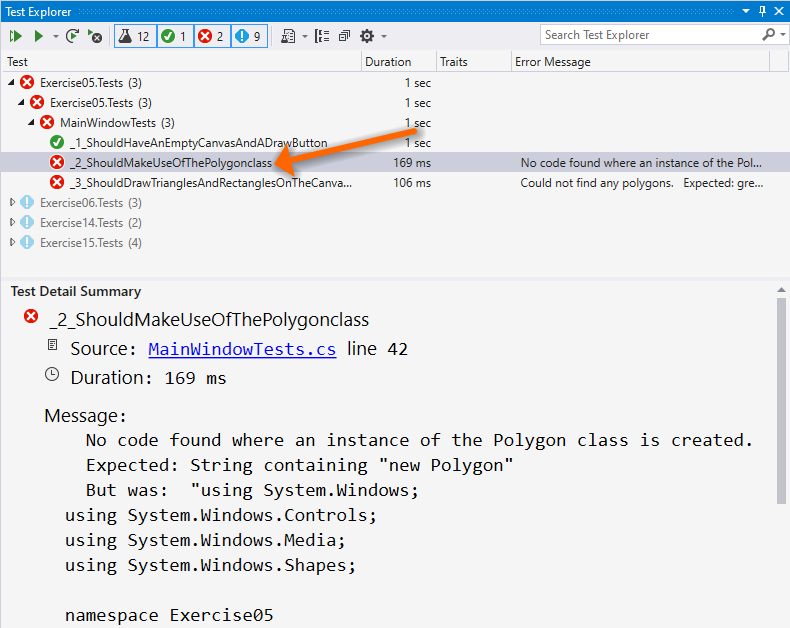 Test Explorer
12 1 2 9 Search Test Explorer
Test Duration Traits Error Message
Exercise05.Tests (3) 1 sec
Exercise05.Tests (3) 1 sec
MainWindowTests (3) 1 sec
_1_ShouldHaveAnEmptyCanvasAndADrawButton 1 sec
_2_ShouldMakeUseOfThePolygonclass 169 ms No code found where an instance of the Pol...
_3_ShouldDrawTrianglesAndRectanglesOnTheCanva... 106 ms Could not find any polygons. Expected: gre...
Exercise06.Tests (3)
Exercise14.Tests (2)
Exercise15.Tests (4)
Test Detail Summary
_2_ShouldMakeUseOfThePolygonclass
Source: MainWindowTests.cs line 42
Duration: 169 ms
Message:
No code found where an instance of the Polygon class is created.
Expected: String containing "new Polygon"
But was: "using System.Windows;
using System.Windows.Controls;
using System.Windows.Media;
using System.Windows.Shapes;
namespace Exercise05